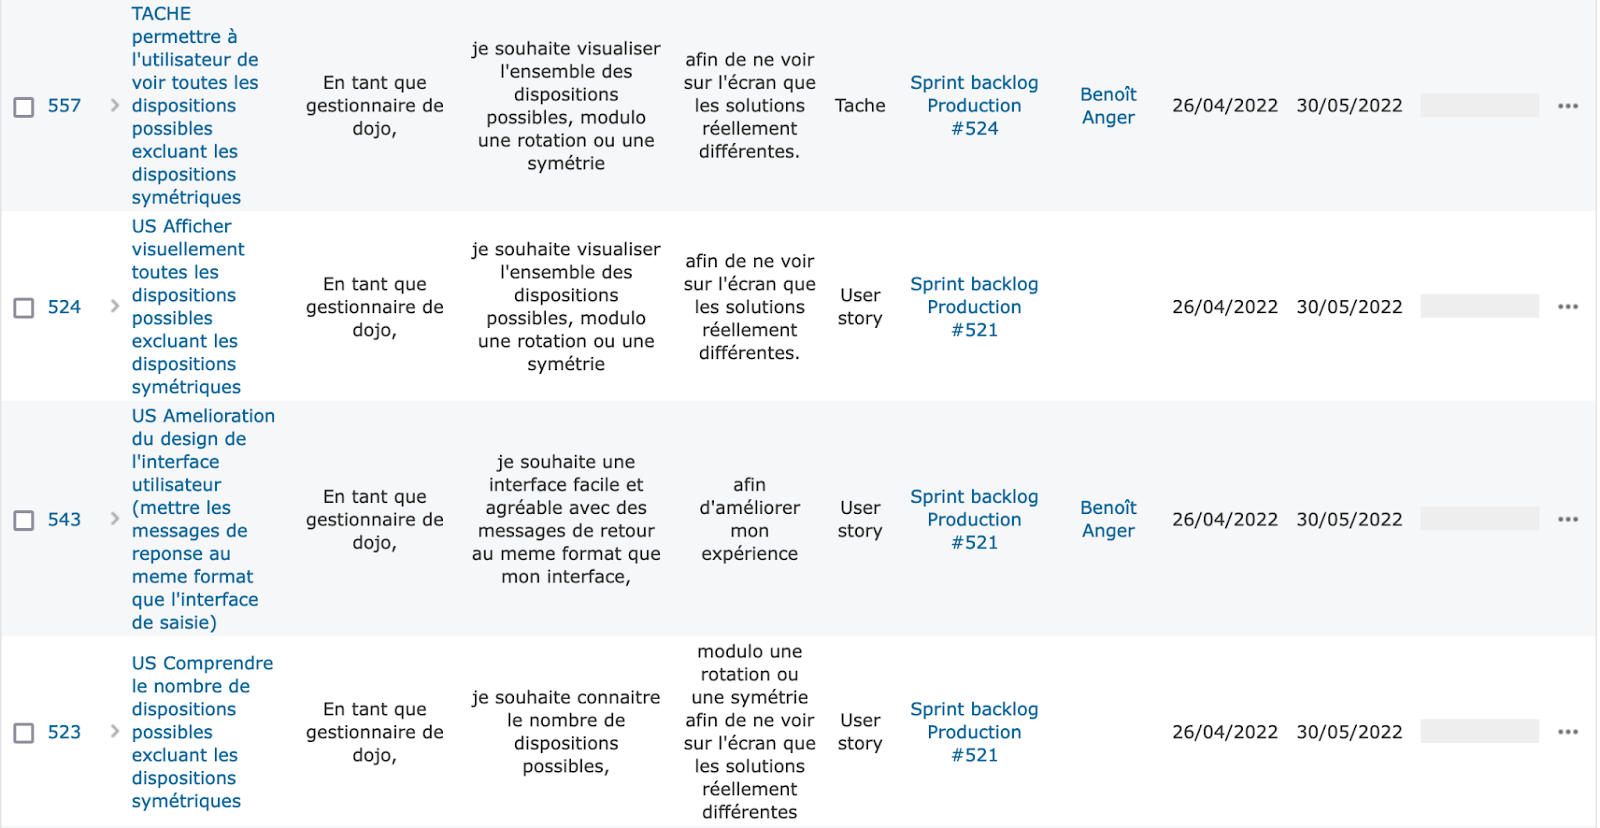 TACHE
permettre à
l'utilisateur de
voir toutes les
dispositions
possibles
excluant les
dispositions
symétriques
557
En tant que
gestionnaire de
dojo,
je souhaite visualiser
l'ensemble des
dispositions
possibles, modulo
une rotation ou une
symétrie
afin de ne voir
sur l'écran que
les solutions
réellement
différentes.
Tache
Sprint backlog
Production
#524
Benoît
Anger
26/04/2022
30/05/2022
US Afficher
visuellement
toutes les
dispositions
possibles
excluant les
dispositions
symétriques
524
En tant que
gestionnaire de
dojo,
je souhaite visualiser
l'ensemble des
dispositions
possibles, modulo
une rotation ou une
symétrie
afin de ne voir
sur l'écran que
les solutions
réellement
différentes.
User
story
Sprint backlog
Production
#521
26/04/2022
30/05/2022
US Amelioration
du design de
l'interface
utilisateur
(mettre les
messages de
reponse au
meme format
que l'interface
de saisie)
543
En tant que
gestionnaire de
dojo,
je souhaite une
interface facile et
agréable avec des
messages de retour
au meme format que
mon interface,
afin
d'améliorer
mon
expérience
User
story
Sprint backlog
Production
#521
Benoît
Anger
26/04/2022
30/05/2022
US Comprendre
le nombre de
dispositions
possibles
excluant les
dispositions
symétriques
523
En tant que
gestionnaire de
dojo,
je souhaite connaitre
le nombre de
dispositions
possibles,
modulo une
rotation ou
une symétrie
afin de ne voir
sur l'écran que
les solutions
réellement
différentes
User
story
Sprint backlog
Production
#521
26/04/2022
30/05/2022